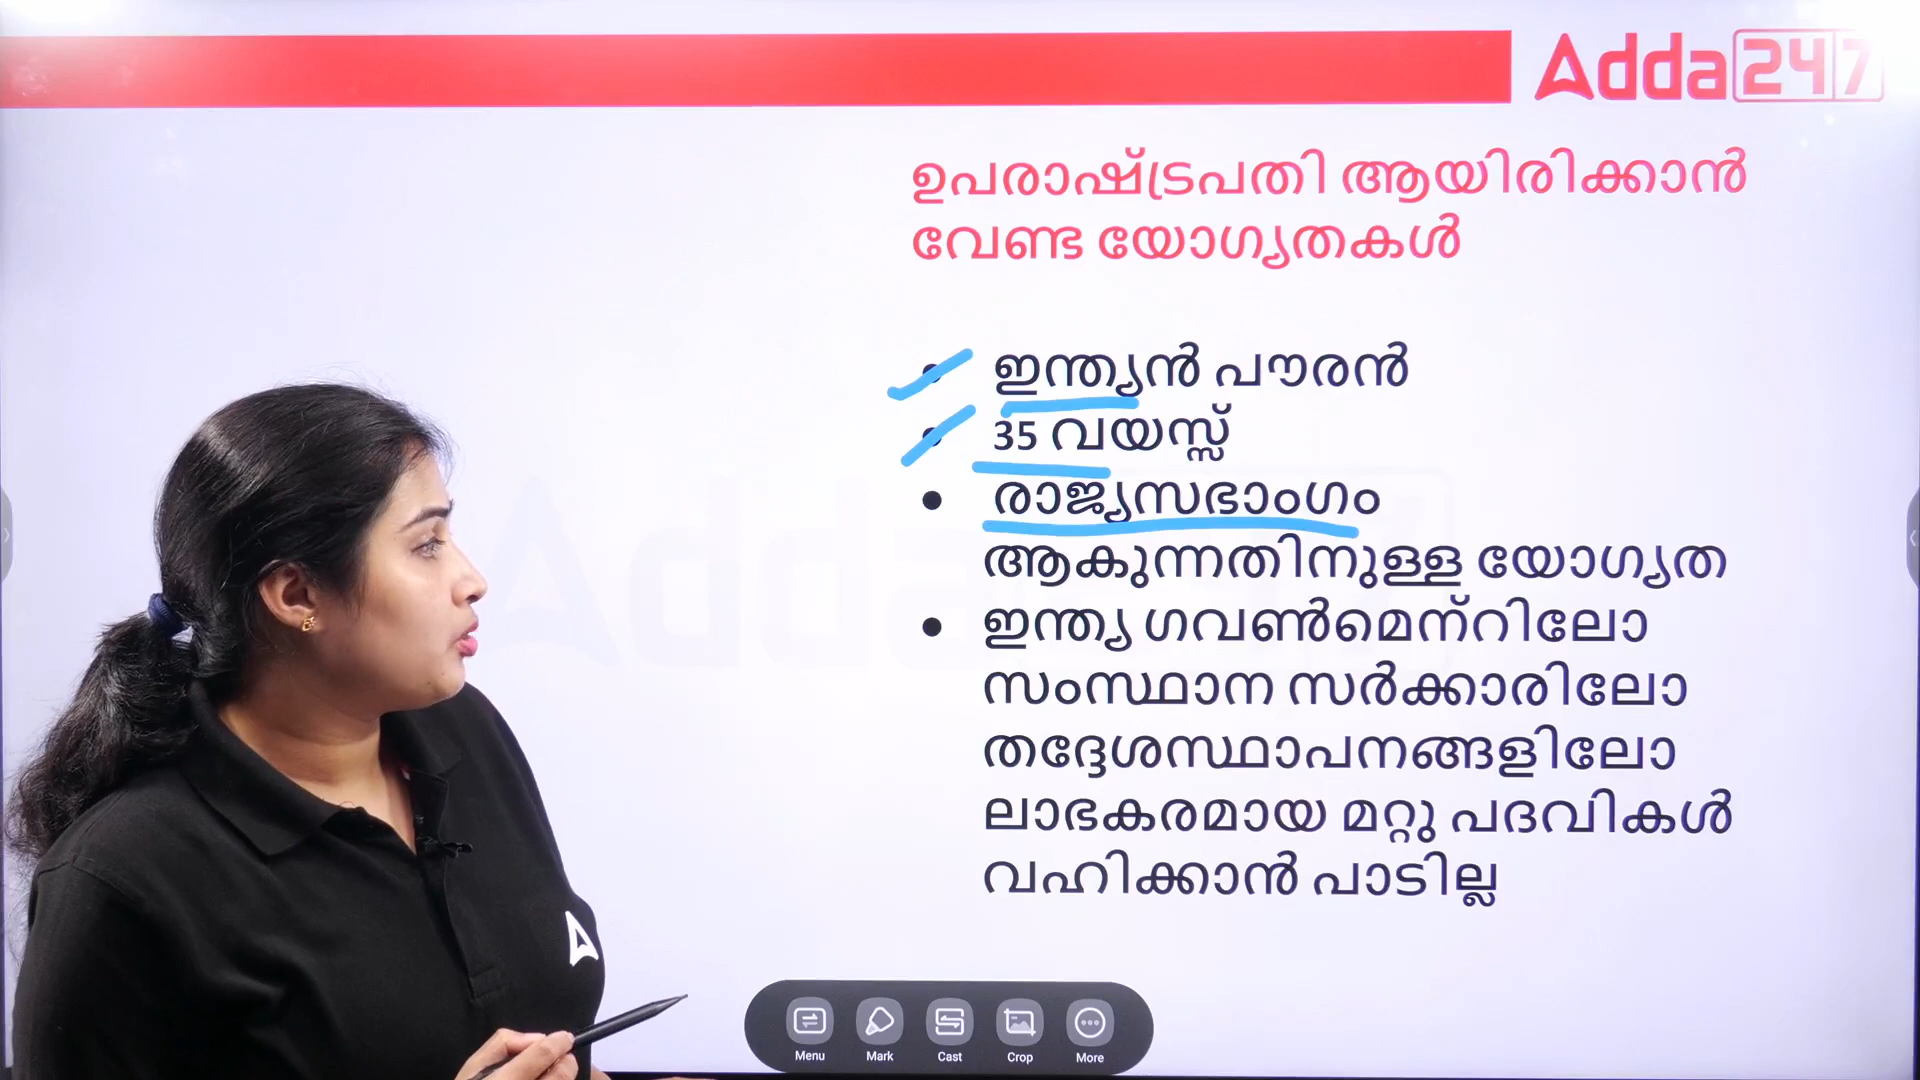 Adda247
ഉപരാഷ്ട്രപതി ആയിരിക്കാൻ
വേണ്ട യോഗ്യതകൾ
• ഇന്ത്യൻ പൗരൻ
• 35 വയസ്സ്
• രാജ്യസഭാംഗം
ആകുന്നതിനുള്ള യോഗ്യത
• ഇന്ത്യ ഗവൺമെന്റിലോ
സംസ്ഥാന സർക്കാരിലോ
തദ്ദേശസ്ഥാപനങ്ങളിലോ
ലാഭകരമായ മറ്റു പദവികൾ
വഹിക്കാൻ പാടില്ല
Menu Mark Cast Crop More